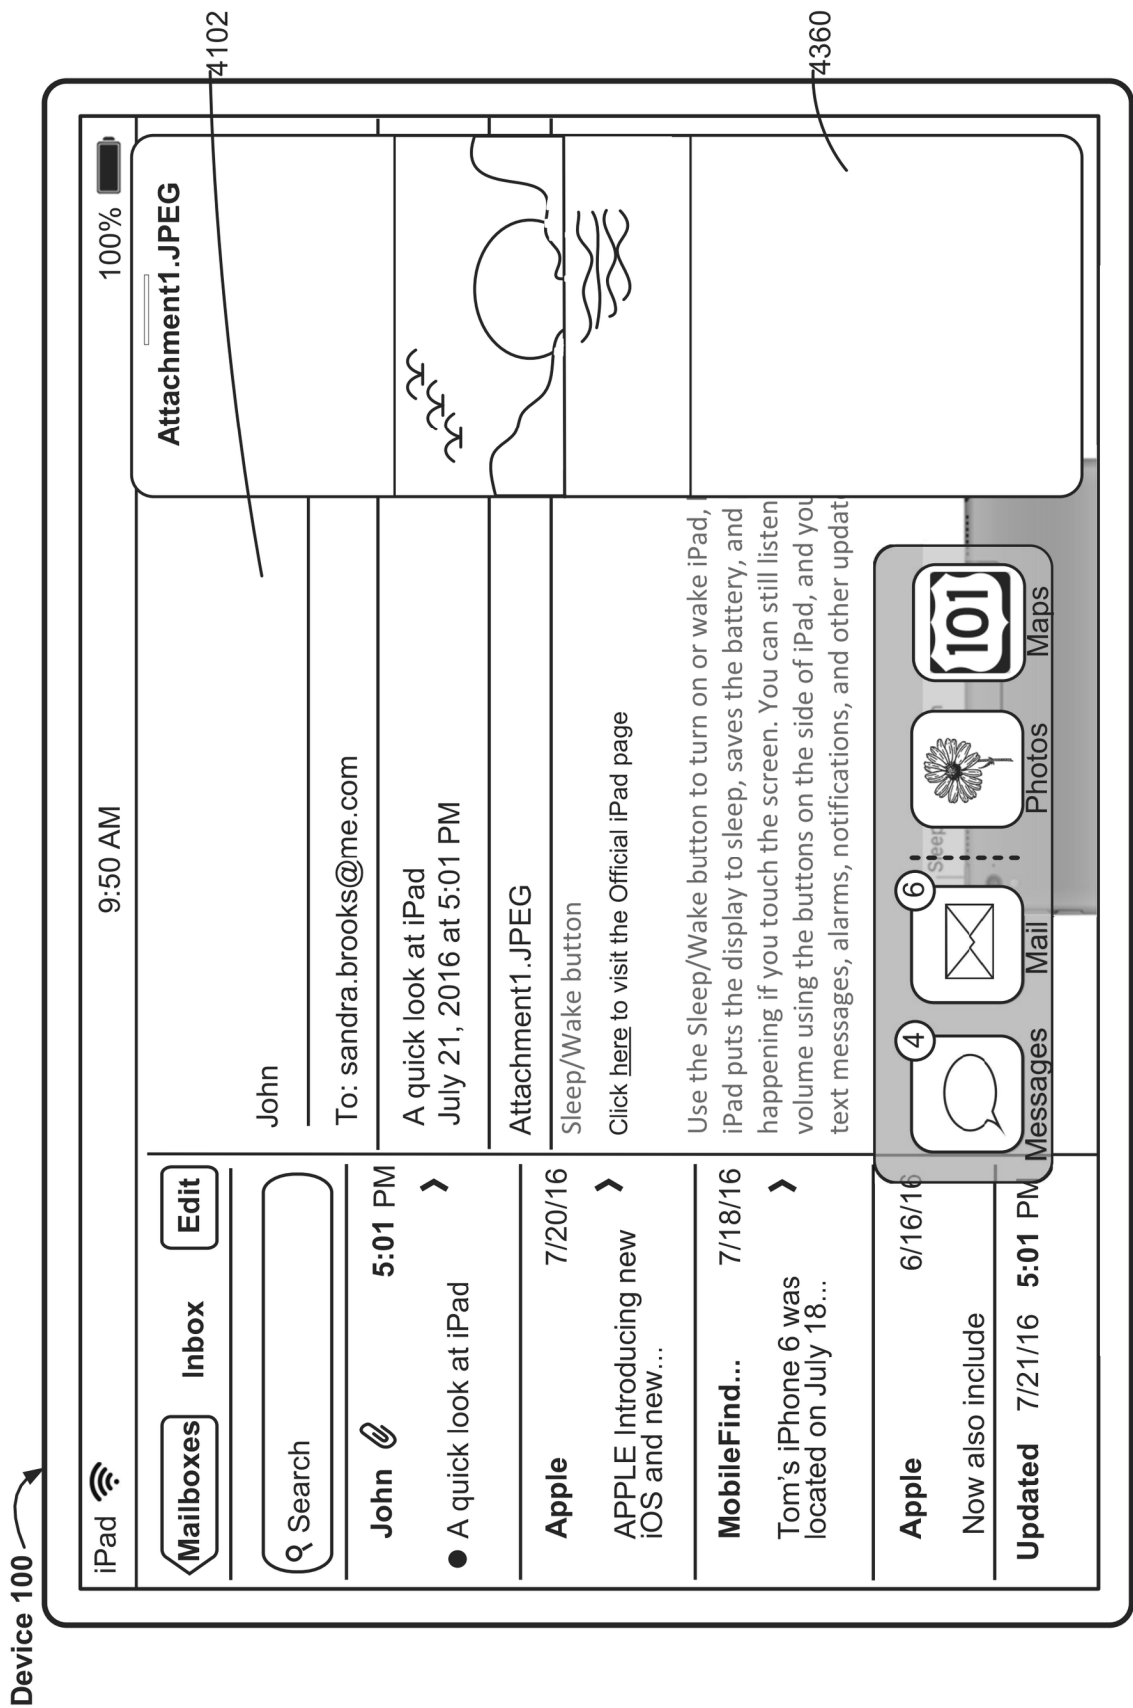 Device 100
4102
4360
iPad
9:50 AM
100%
Mailboxes
Inbox
Edit
Search
John
5:01 PM
A quick look at iPad
Apple
7/20/16
APPLE Introducing new
iOS and new...
MobileFind...
7/18/16
Tom's iPhone 6 was
located on July 18...
Apple
6/16/16
Now also include
Updated 7/21/16 5:01 PM
John
To: sandra.brooks@me.com
A quick look at iPad
July 21, 2016 at 5:01 PM
Attachment1.JPEG
Sleep/Wake button
Click here to visit the Official iPad page
Use the Sleep/Wake button to turn on or wake iPad,
iPad puts the display to sleep, saves the battery, and
happening if you touch the screen. You can still listen
volume using the buttons on the side of iPad, and you
text messages, alarms, notifications, and other updat
Attachment1.JPEG
4
6
101
Sleep
Messages
Mail
Photos
Maps